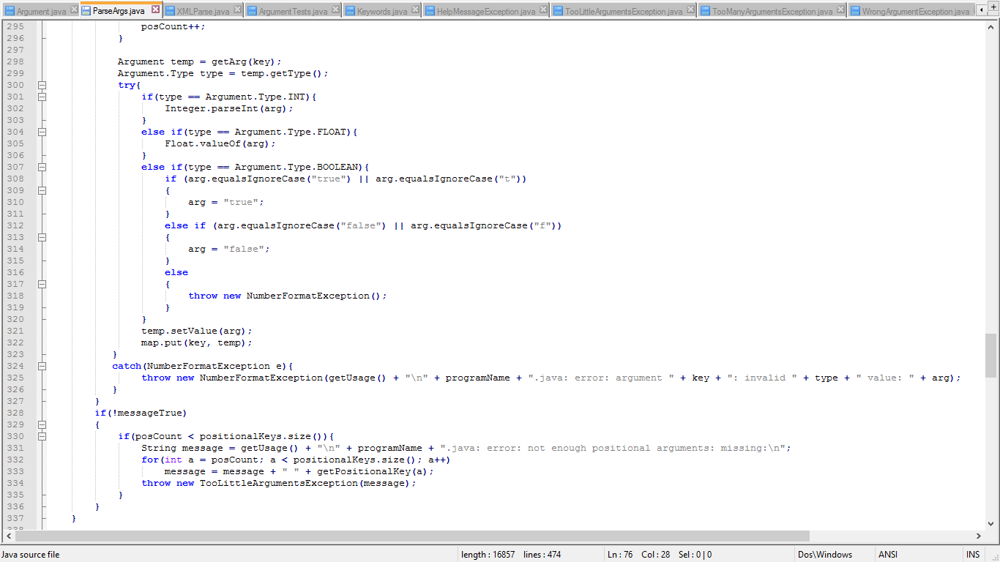 Argument.java ParseArgs.java XMLParse.java ArgumentTests.java Keywords.java HelpMessageException.java TooLittleArgumentsException.java TooManyArgumentsException.java WrongArgumentException.java
295 posCount++;
296 }
297
298 Argument temp = getArg(key);
299 Argument.Type type = temp.getType();
300 try{
301 if(type == Argument.Type.INT){
302 Integer.parseInt(arg);
303 }
304 else if(type == Argument.Type.FLOAT){
305 Float.valueOf(arg);
306 }
307 else if(type == Argument.Type.BOOLEAN){
308 if (arg.equalsIgnoreCase("true") || arg.equalsIgnoreCase("t"))
309 {
310 arg = "true";
311 }
312 else if (arg.equalsIgnoreCase("false") || arg.equalsIgnoreCase("f"))
313 {
314 arg = "false";
315 }
316 else
317 {
318 throw new NumberFormatException();
319 }
320 }
321 temp.setValue(arg);
322 map.put(key, temp);
323 }
324 catch(NumberFormatException e){
325 throw new NumberFormatException(getUsage() + "\n" + programName + ".java: error: argument " + key + ": invalid " + type + " value: " + arg);
326 }
327 }
328 if(!messageTrue)
329 {
330 if(posCount < positionalKeys.size()){
331 String message = getUsage() + "\n" + programName + ".java: error: not enough positional arguments: missing:\n";
332 for(int a = posCount; a < positionalKeys.size(); a++)
333 message = message + " " + getPositionalKey(a);
334 throw new TooLittleArgumentsException(message);
335 }
336 }
337 }
338
Java source file length : 16857 lines : 474 Ln : 76 Col : 28 Sel : 0 | 0 Dos\Windows ANSI INS